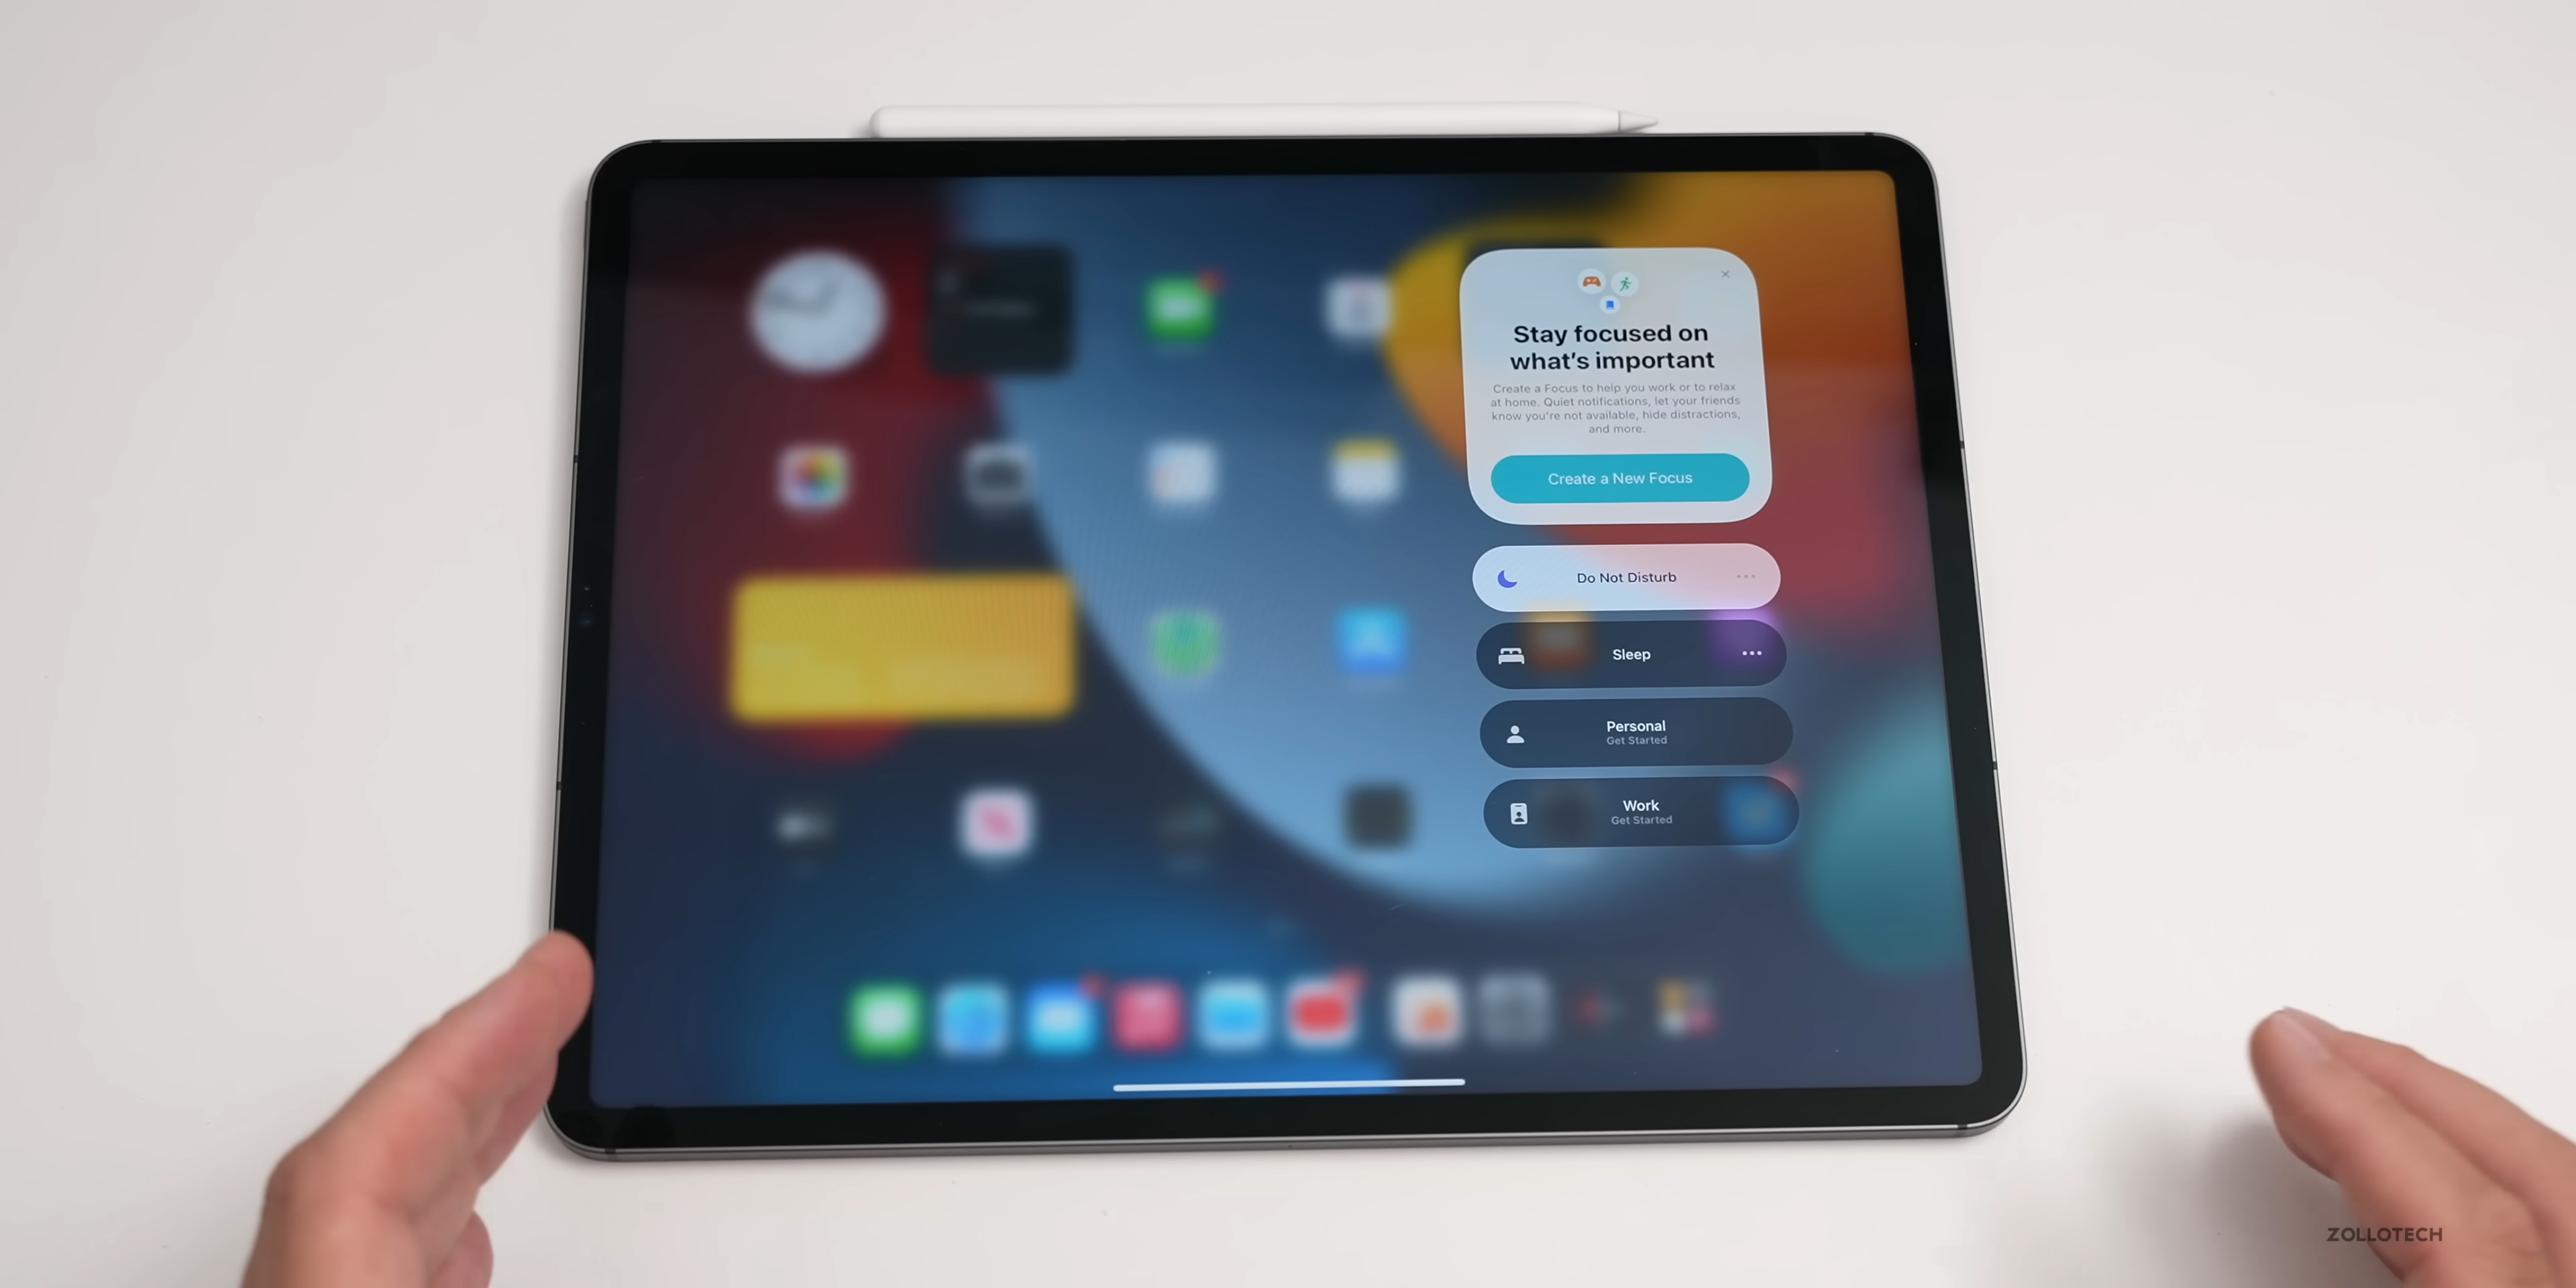 Stay focused on
what's important
Create a Focus to help you work or to relax
at home. Quiet notifications, let your friends
know you're not available, hide distractions,
and more.
Create a New Focus
Do Not Disturb
Sleep
Personal
Get Started
Work
Get Started
ZOLLOTECH